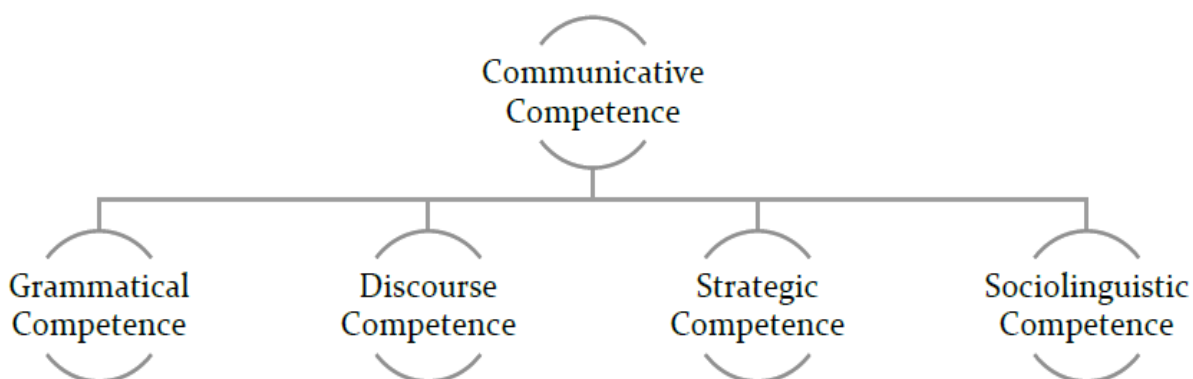 Communicative
Competence
Grammatical
Competence
Discourse
Competence
Strategic
Competence
Sociolinguistic
Competence